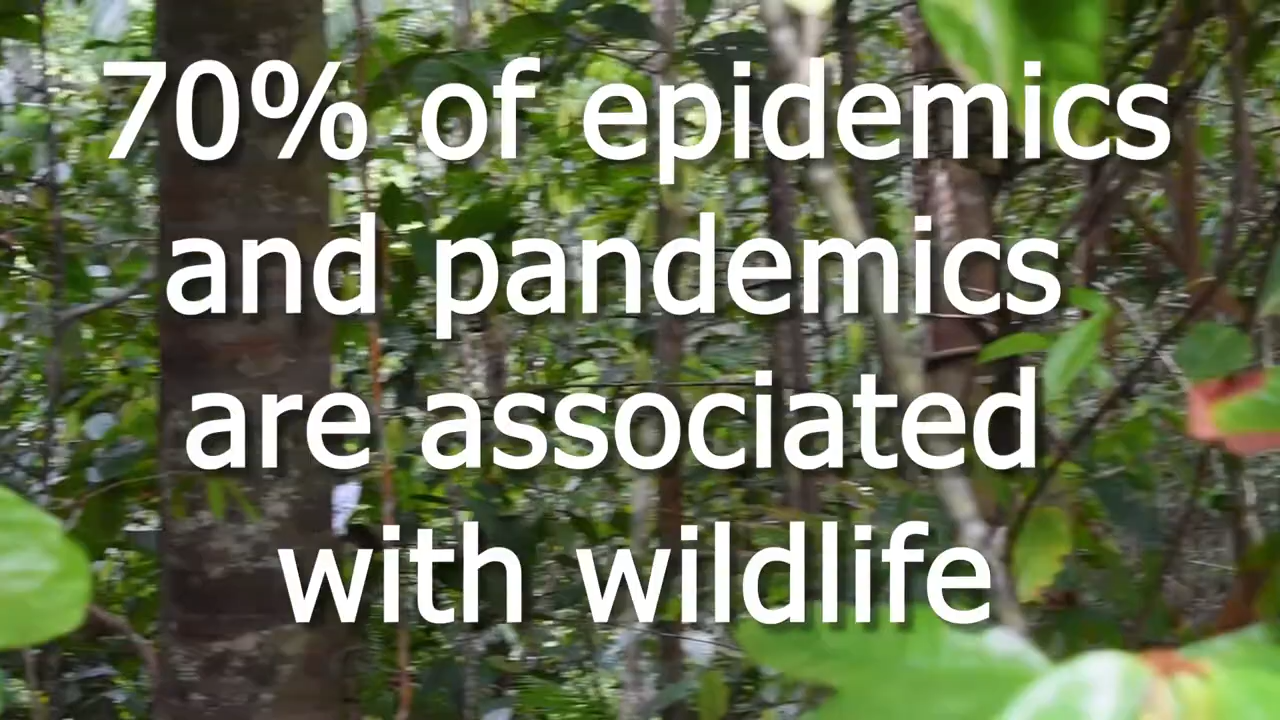 70% of epidemics
and pandemics
are associated
with wildlife